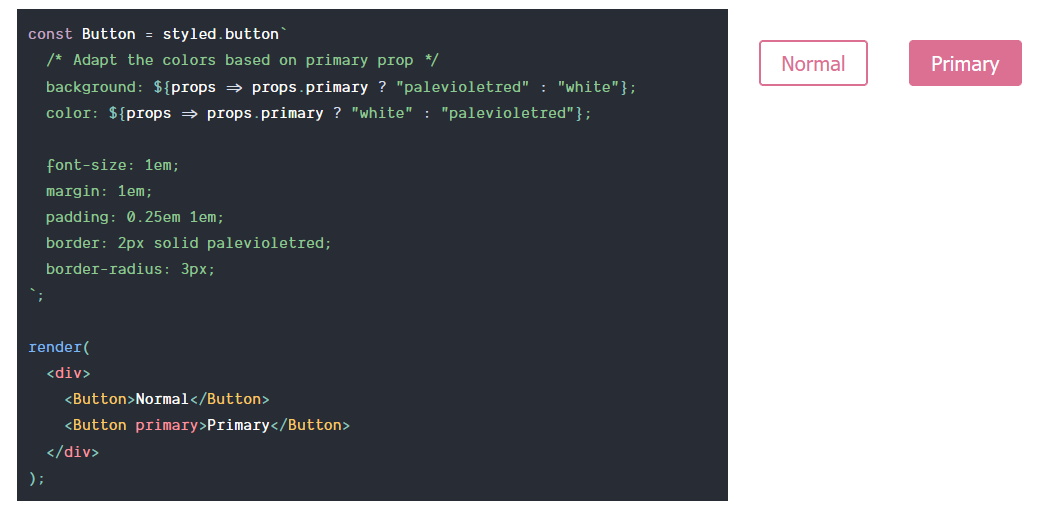 const Button = styled.button`
  /* Adapt the colors based on primary prop */
  background: ${props => props.primary ? "palevioletred" : "white"};
  color: ${props => props.primary ? "white" : "palevioletred"};

  font-size: 1em;
  margin: 1em;
  padding: 0.25em 1em;
  border: 2px solid palevioletred;
  border-radius: 3px;
`;

render(
  <div>
    <Button>Normal</Button>
    <Button primary>Primary</Button>
  </div>
);
Normal
Primary